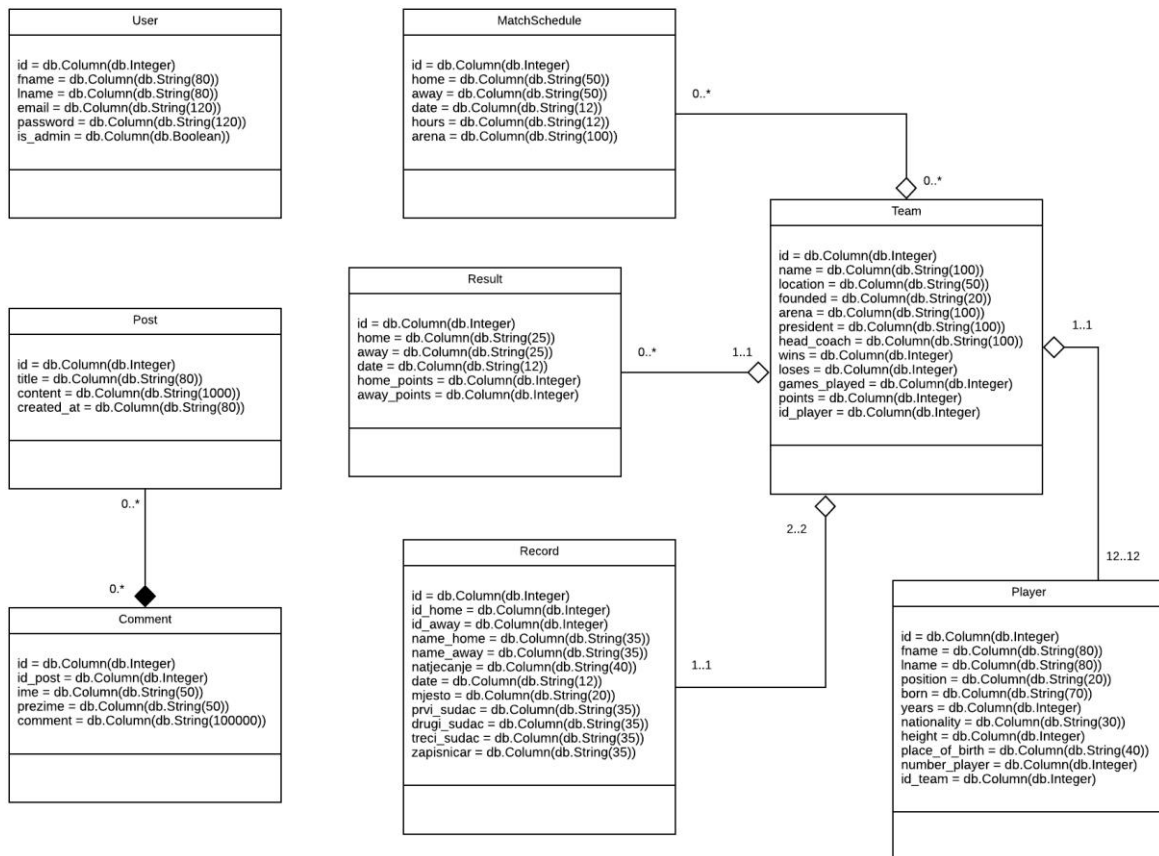 User
id = db.Column(db.Integer)
fname = db.Column(db.String(80))
lname = db.Column(db.String(80))
email = db.Column(db.String(120))
password = db.Column(db.String(120))
is_admin = db.Column(db.Boolean))
MatchSchedule
id = db.Column(db.Integer)
home = db.Column(db.String(50))
away = db.Column(db.String(50))
date = db.Column(db.String(12))
hours = db.Column(db.String(12))
arena = db.Column(db.String(100))
0..*
0..*
Team
id = db.Column(db.Integer)
name = db.Column(db.String(100))
location = db.Column(db.String(50))
founded = db.Column(db.String(20))
arena = db.Column(db.String(100))
president = db.Column(db.String(100))
head_coach = db.Column(db.String(100))
wins = db.Column(db.Integer)
loses = db.Column(db.Integer)
games_played = db.Column(db.Integer)
points = db.Column(db.Integer)
id_player = db.Column(db.Integer)
Result
id = db.Column(db.Integer)
home = db.Column(db.String(25))
away = db.Column(db.String(25))
date = db.Column(db.String(12))
home_points = db.Column(db.Integer)
away_points = db.Column(db.Integer)
0..*
1..1
1..1
Post
id = db.Column(db.Integer)
title = db.Column(db.String(80))
content = db.Column(db.String(1000))
created_at = db.Column(db.String(80))
0..*
0.*
Comment
id = db.Column(db.Integer)
id_post = db.Column(db.Integer)
ime = db.Column(db.String(50))
prezime = db.Column(db.String(50))
comment = db.Column(db.String(100000))
Record
id = db.Column(db.Integer)
id_home = db.Column(db.Integer)
id_away = db.Column(db.Integer)
name_home = db.Column(db.String(35))
name_away = db.Column(db.String(35))
natjecanje = db.Column(db.String(40))
date = db.Column(db.String(12))
mjesto = db.Column(db.String(20))
prvi_sudac = db.Column(db.String(35))
drugi_sudac = db.Column(db.String(35))
treci_sudac = db.Column(db.String(35))
zapisnicar = db.Column(db.String(35))
2..2
1..1
12..12
Player
id = db.Column(db.Integer)
fname = db.Column(db.String(80))
lname = db.Column(db.String(80))
position = db.Column(db.String(20))
born = db.Column(db.String(70))
years = db.Column(db.Integer)
nationality = db.Column(db.String(30))
height = db.Column(db.Integer)
place_of_birth = db.Column(db.String(40))
number_player = db.Column(db.Integer)
id_team = db.Column(db.Integer)